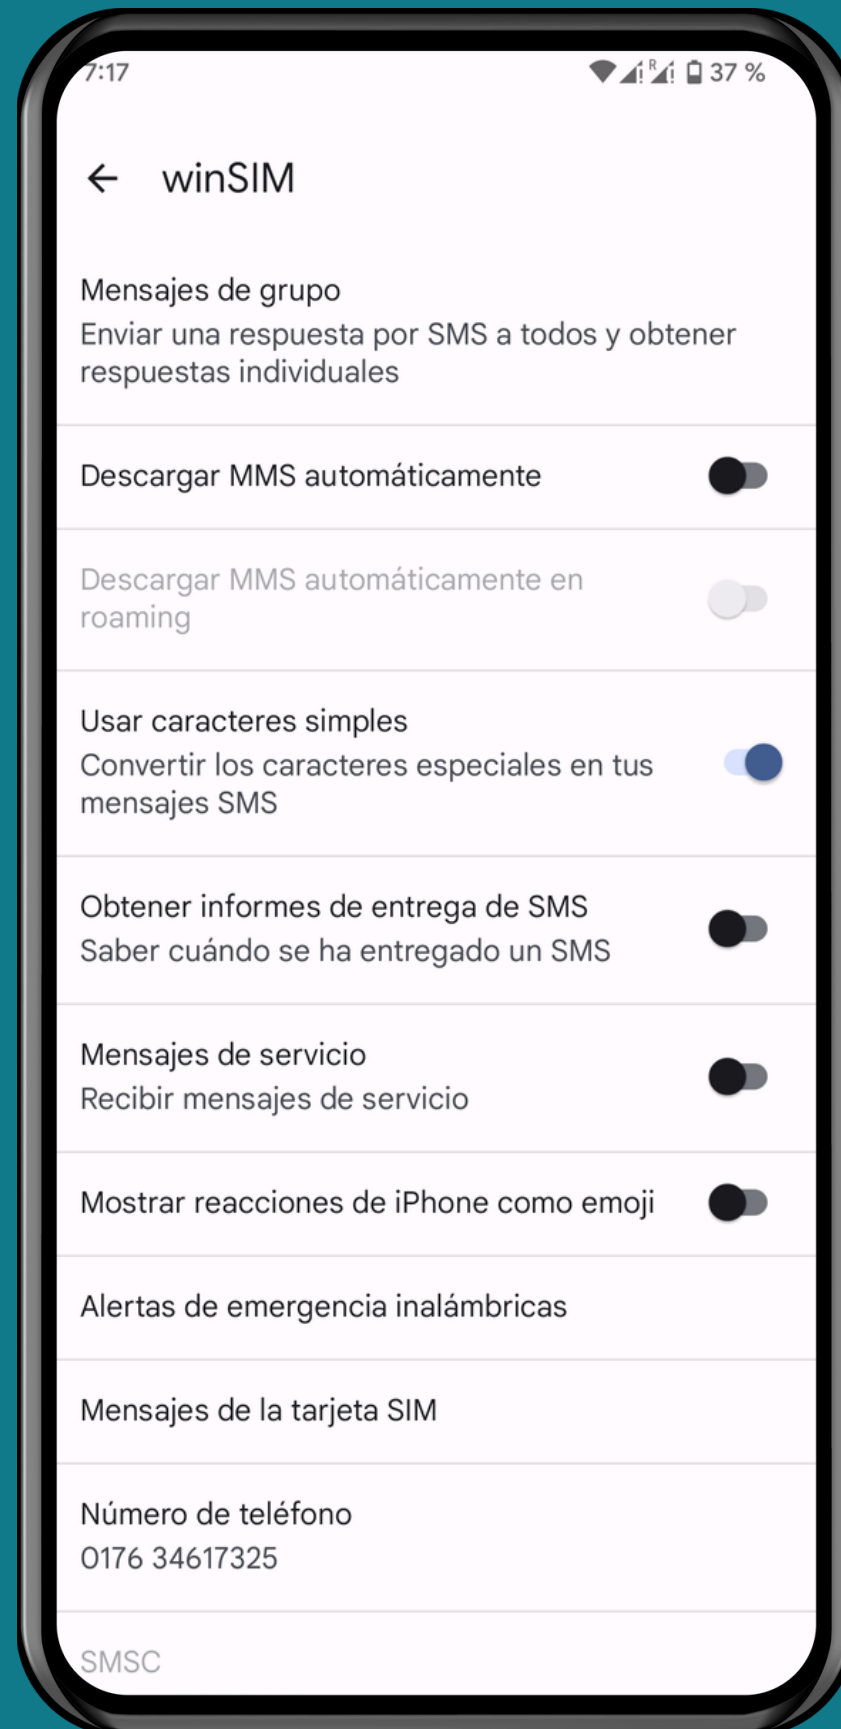 7:17
R 37 %
winSIM
Mensajes de grupo
Enviar una respuesta por SMS a todos y obtener
respuestas individuales
Descargar MMS automáticamente
Descargar MMS automáticamente en
roaming
Usar caracteres simples
Convertir los caracteres especiales en tus
mensajes SMS
Obtener informes de entrega de SMS
Saber cuándo se ha entregado un SMS
Mensajes de servicio
Recibir mensajes de servicio
Mostrar reacciones de iPhone como emoji
Alertas de emergencia inalámbricas
Mensajes de la tarjeta SIM
Número de teléfono
0176 34617325
SMSC